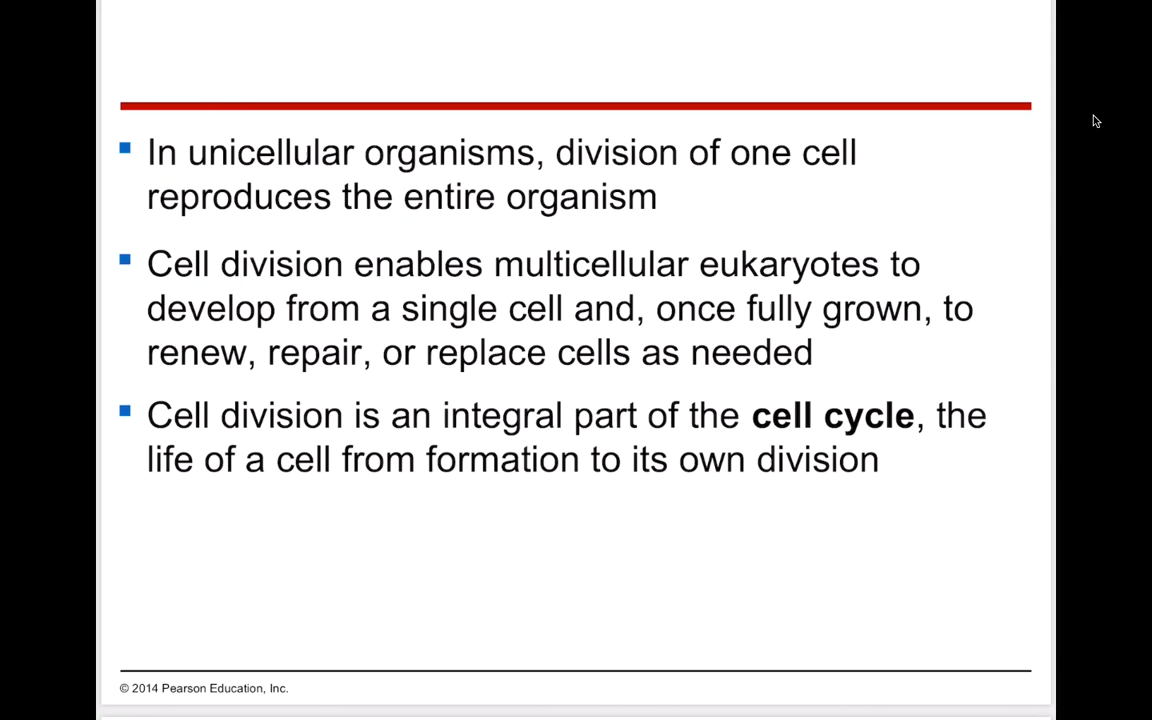 In unicellular organisms, division of one cell
reproduces the entire organism
Cell division enables multicellular eukaryotes to
develop from a single cell and, once fully grown, to
renew, repair, or replace cells as needed
Cell division is an integral part of the cell cycle, the
life of a cell from formation to its own division
© 2014 Pearson Education, Inc.